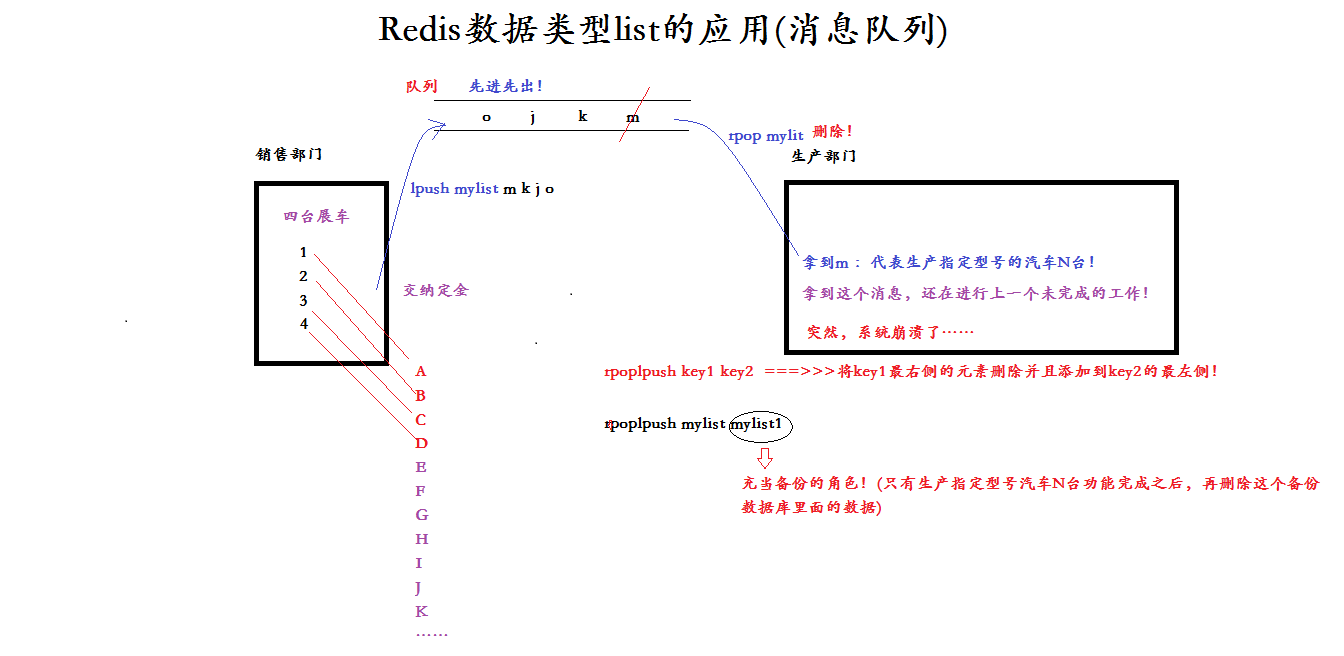 Redis数据类型list的应用(消息队列)
队列 先进先出！
o j k m
rpop mylit 删除！
销售部门
生产部门
lpush mylist m k j o
四台展车
1
2
3
4
交纳定金
拿到m ：代表生产指定型号的汽车N台！
拿到这个消息，还在进行上一个未完成的工作！
突然，系统崩溃了……
A
B
C
D
E
F
G
H
I
J
K
……
rpoplpush key1 key2 ===>>>将key1最右侧的元素删除并且添加到key2的最左侧！
rpoplpush mylist mylist1
充当备份的角色！(只有生产指定型号汽车N台功能完成之后，再删除这个备份
数据库里面的数据)